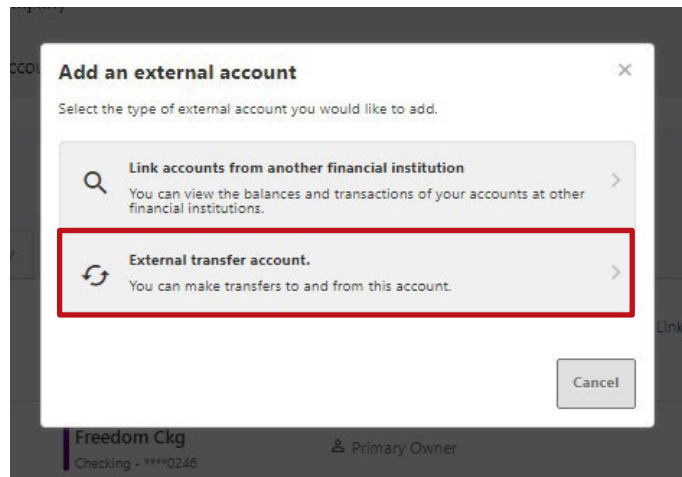 Add an external account
Select the type of external account you would like to add.
Link accounts from another financial institution
You can view the balances and transactions of your accounts at other
financial institutions.
External transfer account.
You can make transfers to and from this account.
Link
Cancel
Freedom Ckg
Primary Owner
Checking - ****0246